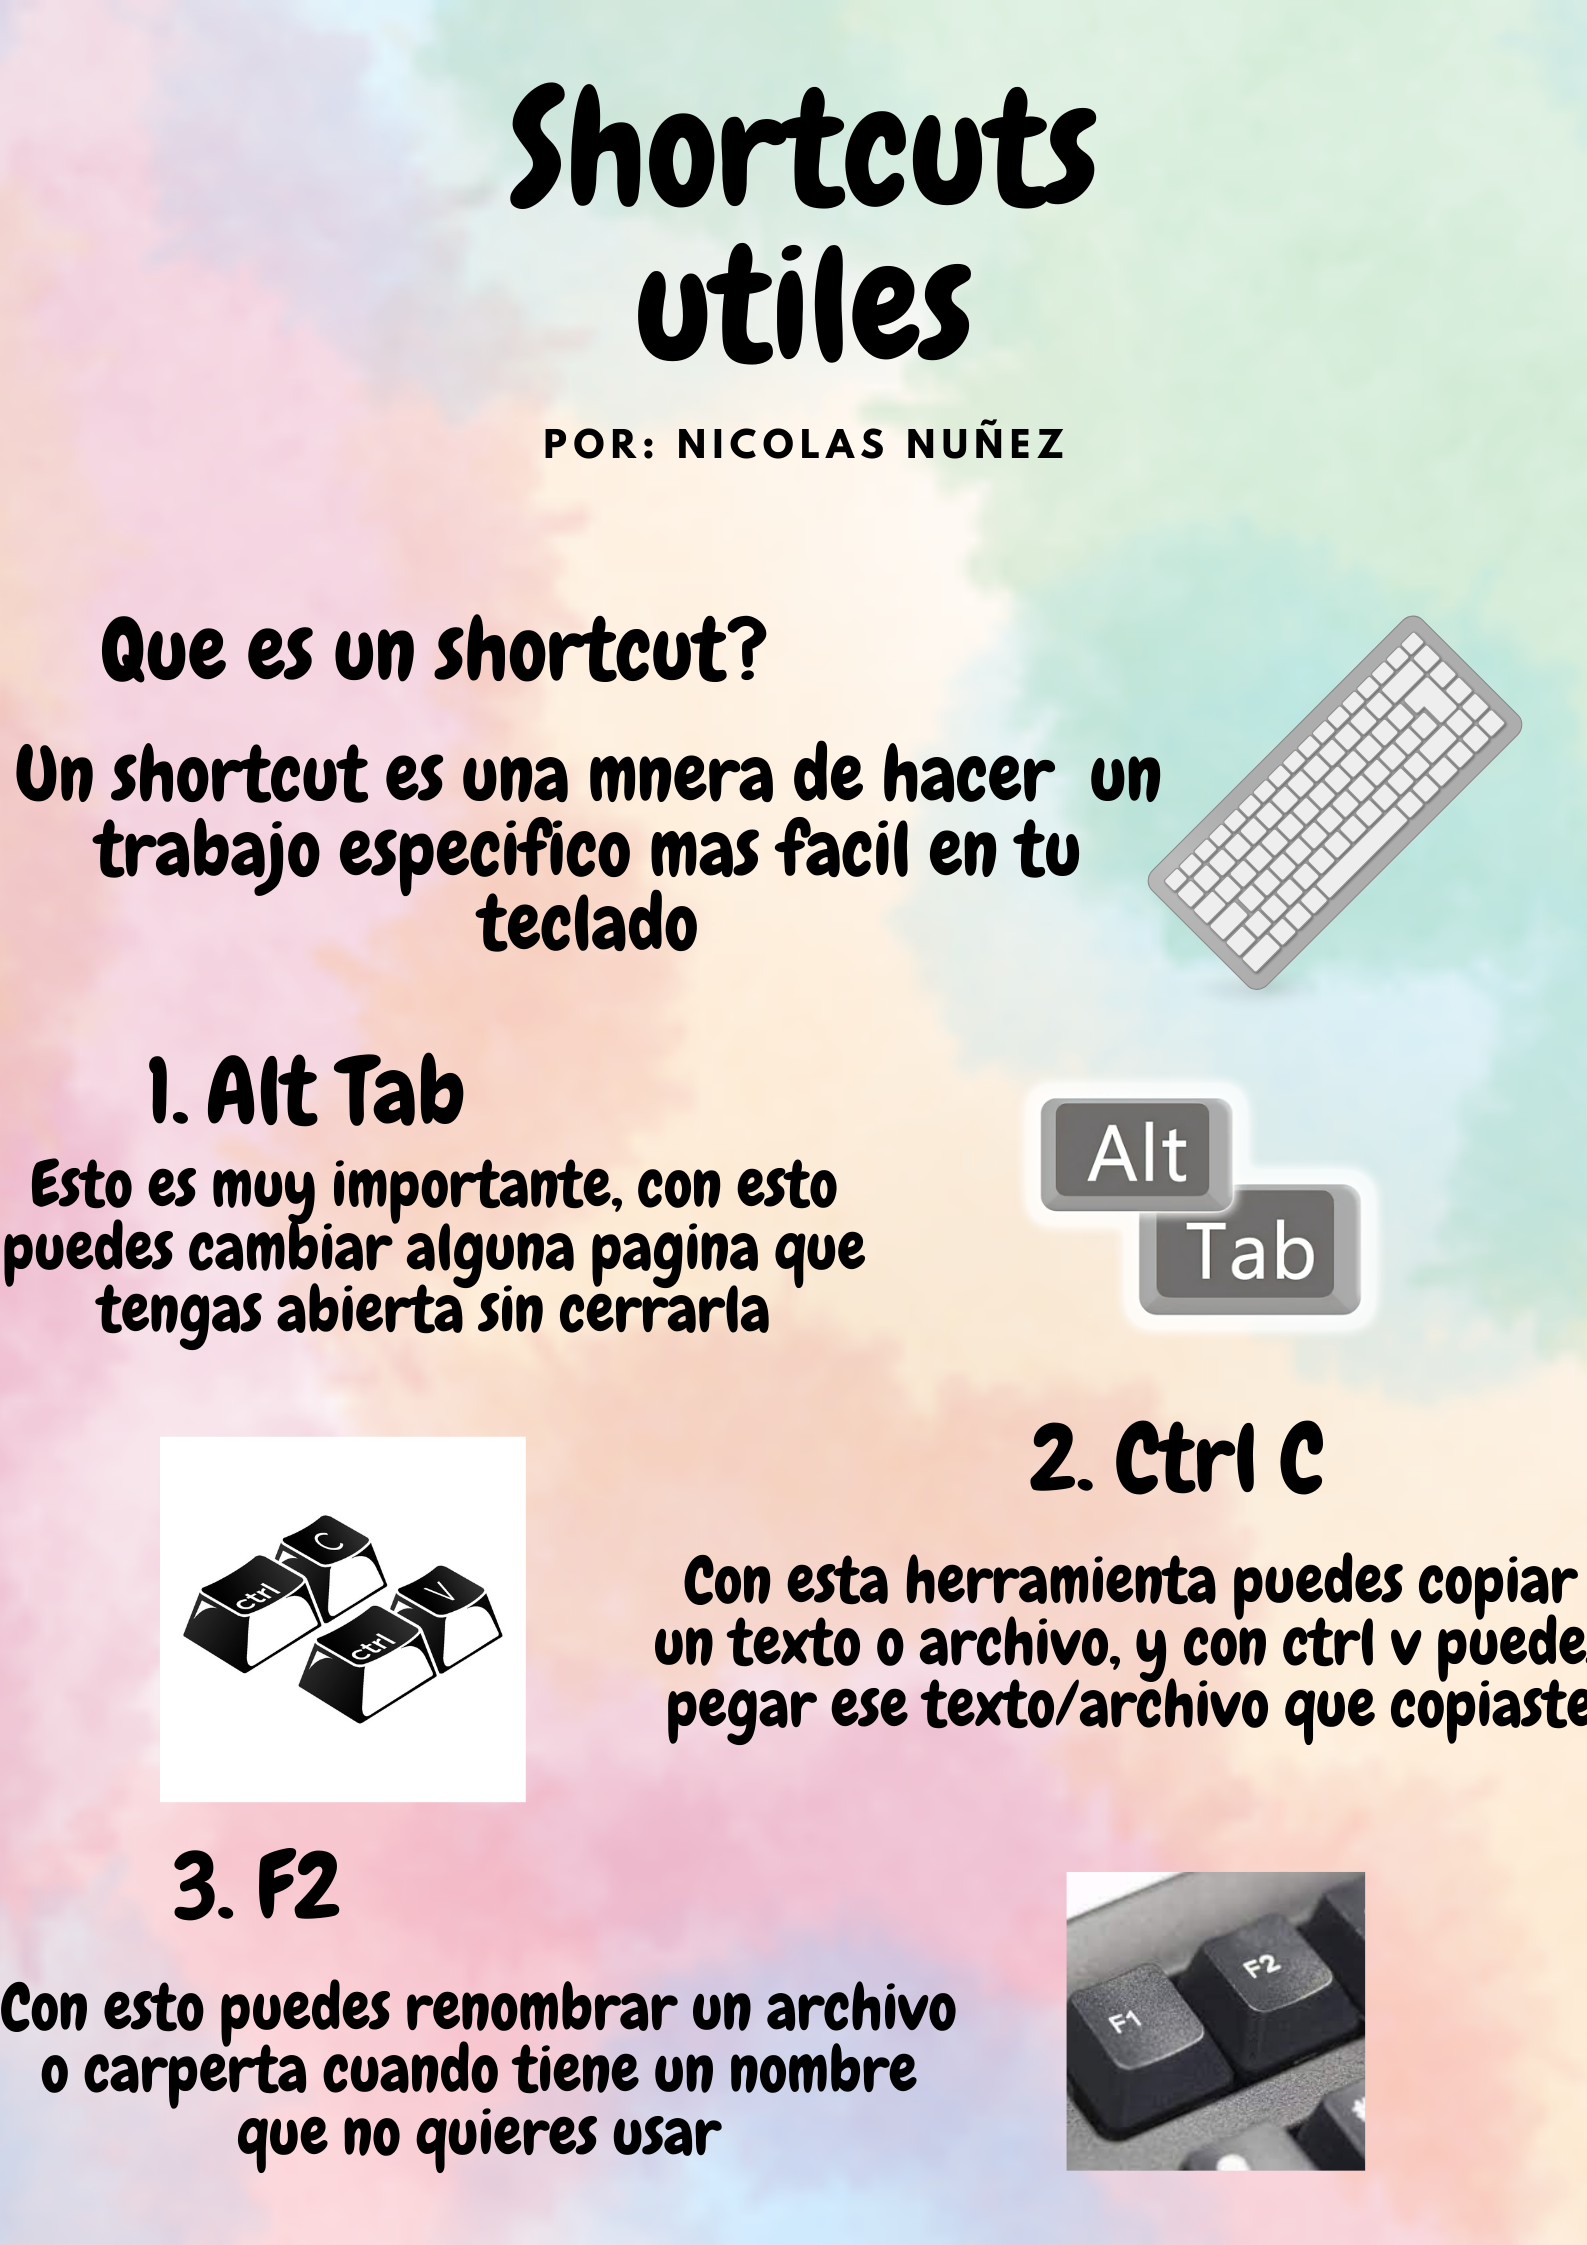 Shortcuts
utiles
POR: NICOLAS NUÑEZ
Que es un shortcut?
Un shortcut es una mnera de hacer un
trabajo especifico mas facil en tu
teclado
1. Alt Tab
Esto es muy importante, con esto
puedes cambiar alguna pagina que
tengas abierta sin cerrarla
Alt
Tab
2. Ctrl C
C
ctrl
V
ctrl
Con esta herramienta puedes copiar
un texto o archivo, y con ctrl v puedes
pegar ese texto/archivo que copiaste
3. F2
F2
F1
Con esto puedes renombrar un archivo
o carperta cuando tiene un nombre
que no quieres usar